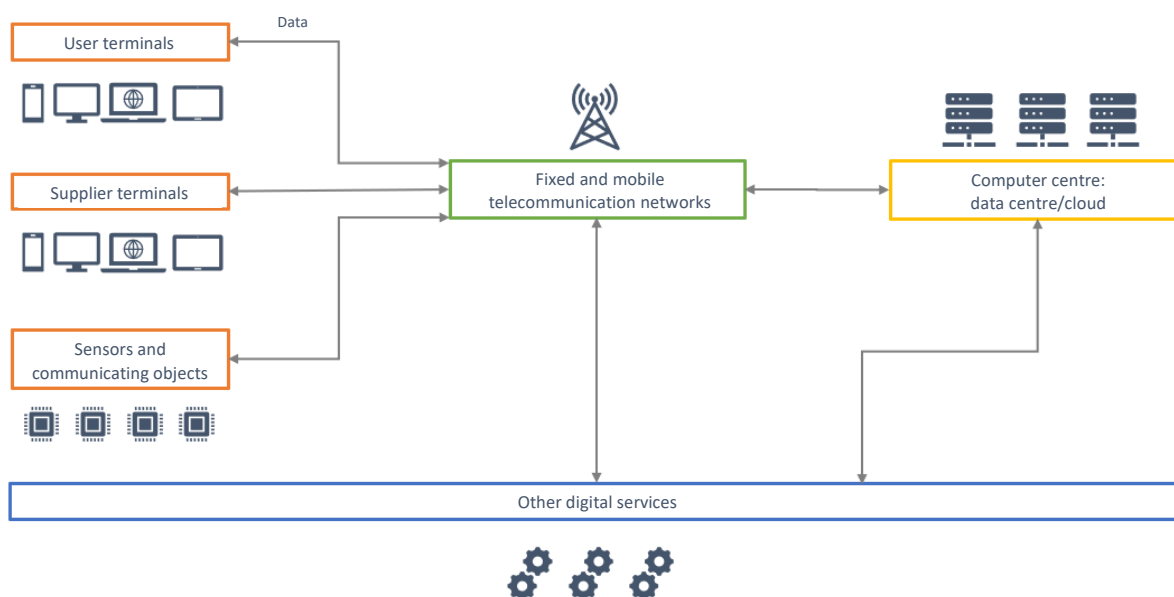 Data
User terminals
Supplier terminals
Fixed and mobile
telecommunication networks
Computer centre:
data centre/cloud
Sensors and
communicating objects
Other digital services